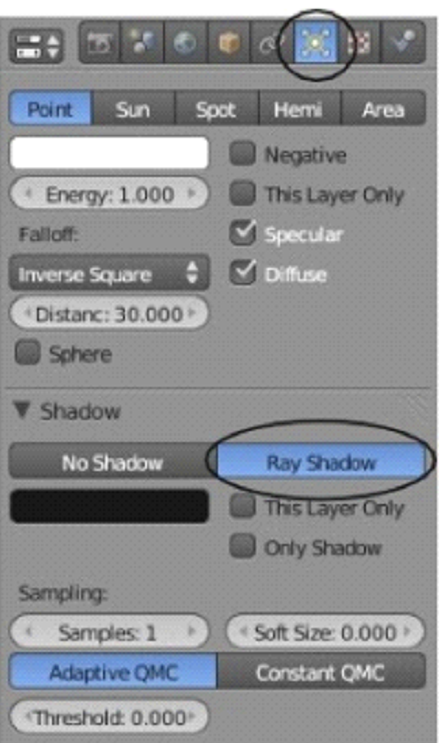 Point Sun Spot Hemi Area
Negative
Energy: 1.000 This Layer Only
Falloff: Specular
Inverse Square Diffuse
Distanc: 30.000
Sphere
Shadow
No Shadow Ray Shadow
This Layer Only
Only Shadow
Sampling:
Samples: 1 Soft Size: 0.000
Adaptive QMC Constant QMC
Threshold: 0.000